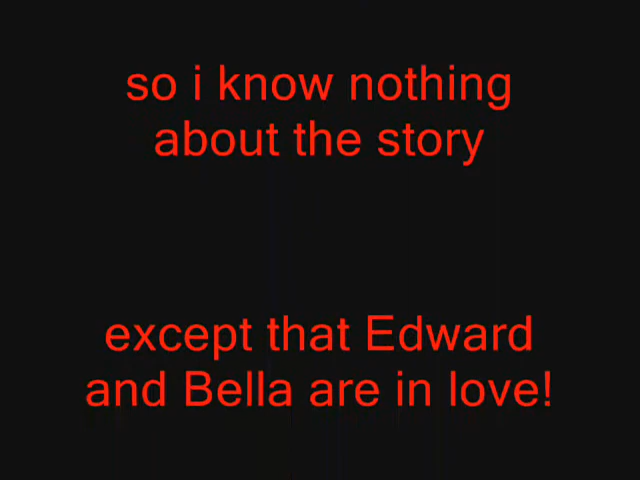 so i know nothing
about the story
except that Edward
and Bella are in love!